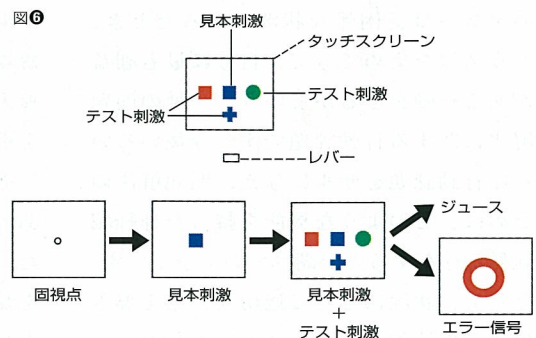 図❻
見本刺激
タッチスクリーン
テスト刺激
テスト刺激
レバー
固視点
見本刺激
見本刺激
+
テスト刺激
ジュース
エラー信号